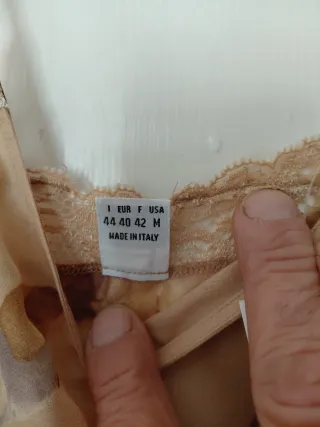 I EUR F USA
44 40 42 M
MADE IN ITALY